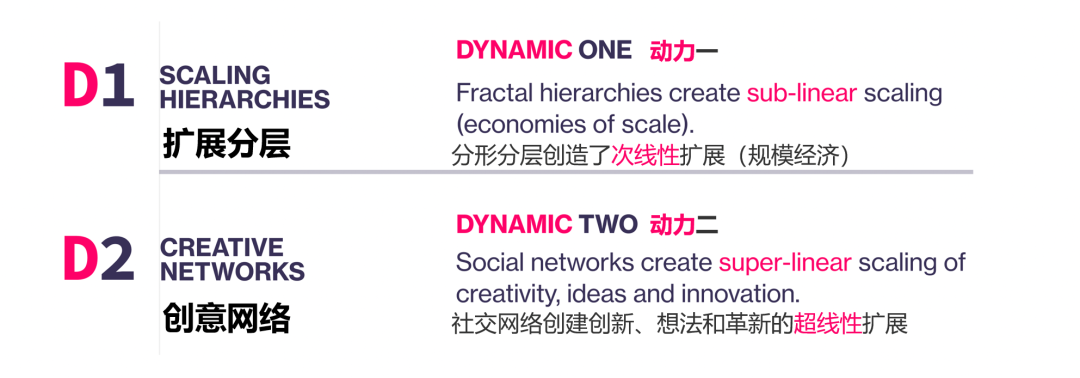 D1
SCALING
HIERARCHIES
扩展分层
DYNAMIC ONE 动力一
Fractal hierarchies create sub-linear scaling
(economies of scale).
分形分层创造了次线性扩展（规模经济）
D2
CREATIVE
NETWORKS
创意网络
DYNAMIC TWO 动力二
Social networks create super-linear scaling of
creativity, ideas and innovation.
社交网络创建创新、想法和革新的超线性扩展